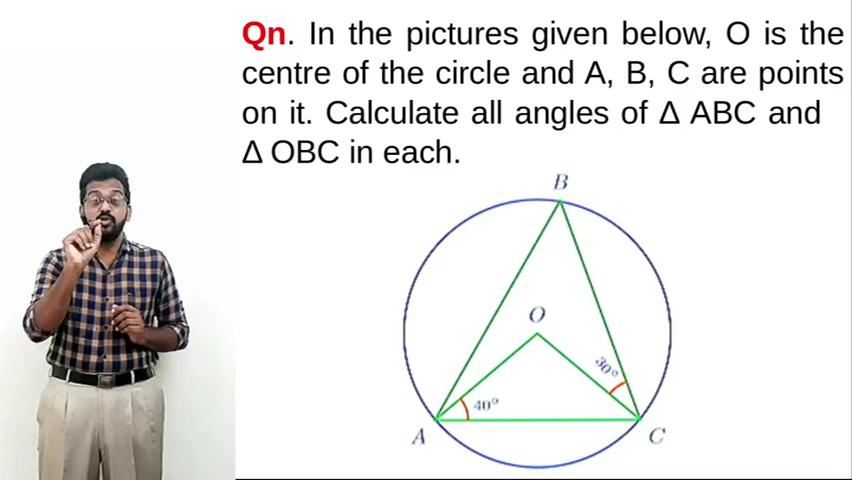 Qn. In the pictures given below, O is the
centre of the circle and A, B, C are points
on it. Calculate all angles of Δ ABC and
Δ OBC in each.
B
O
30°
40°
A
C